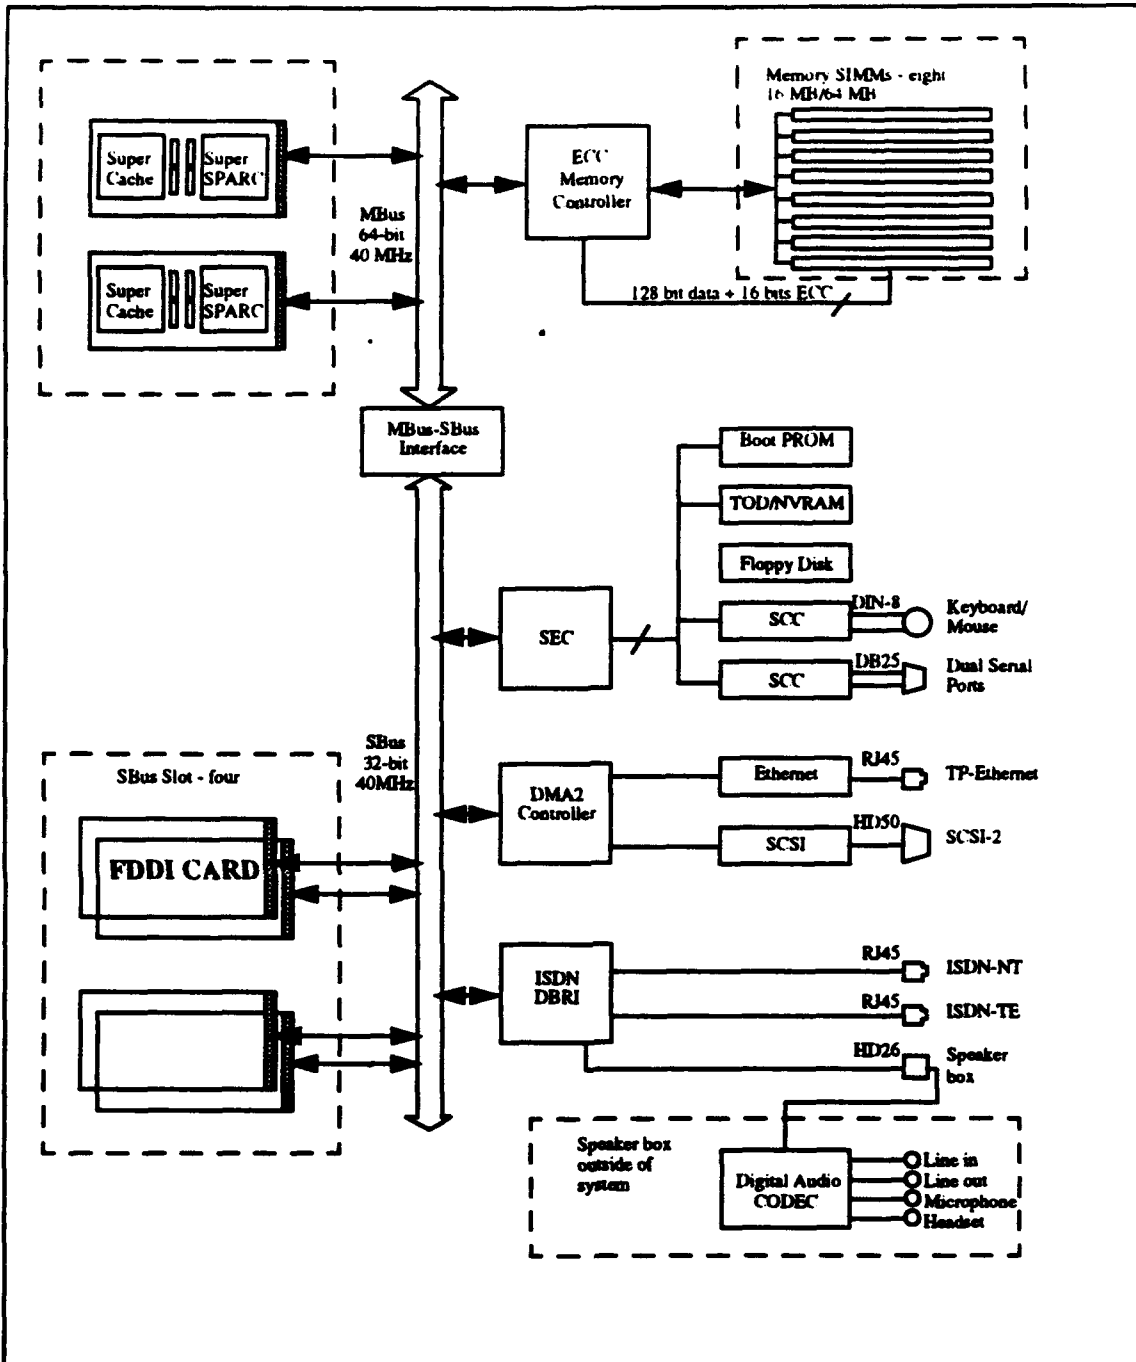 Memory SIMMs - eight
16 MB/64 MB
Super
Cache
Super
SPARC
ECC
Memory
Controller
MBus
64-bit
40 MHz
Super
Cache
Super
SPARC
128 bit data + 16 bits ECC
MBus-SBus
Interface
Boot PROM
TOD/NVRAM
Floppy Disk
SEC
SCC
DIN-8
Keyboard/
Mouse
SCC
DB25
Dual Serial
Ports
SBus
32-bit
40MHz
SBus Slot - four
DMA2
Controller
Ethernet
RJ45
TP-Ethernet
SCSI
HD50
SCSI-2
FDDI CARD
ISDN
DBRI
RJ45
ISDN-NT
RJ45
ISDN-TE
HD26
Speaker
box
Speaker box
outside of
system
Digital Audio
CODEC
Line in
Line out
Microphone
Headset